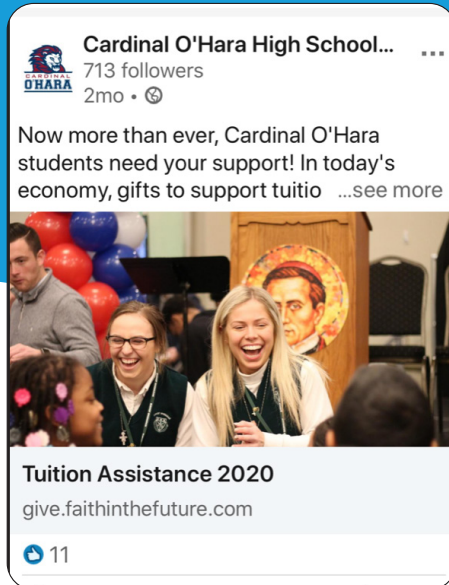 Cardinal O'Hara High School...
CARDINAL
O'HARA
713 followers
2mo •
Now more than ever, Cardinal O'Hara
students need your support! In today's
economy, gifts to support tuitio ...see more
Tuition Assistance 2020
give.faithinthefuture.com
11